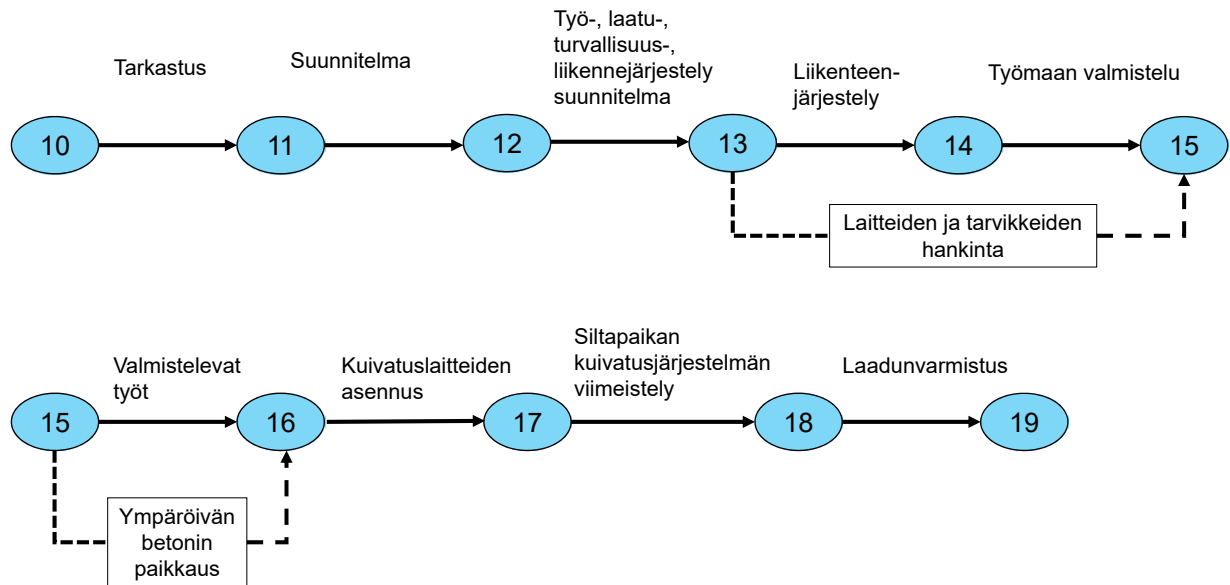 Tarkastus
Suunnitelma
Työ-, laatu-,
turvallisuus-,
liikennejärjestely
suunnitelma
Liikenteen-
järjestely
Työmaan valmistelu
10
11
12
13
14
15
Laitteiden ja tarvikkeiden
hankinta
Valmistelevat
työt
Kuivatuslaitteiden
asennus
Siltapaikan
kuivatusjärjestelmän
viimeistely
Laadunvarmistus
15
16
17
18
19
Ympäröivän
betonin
paikkaus